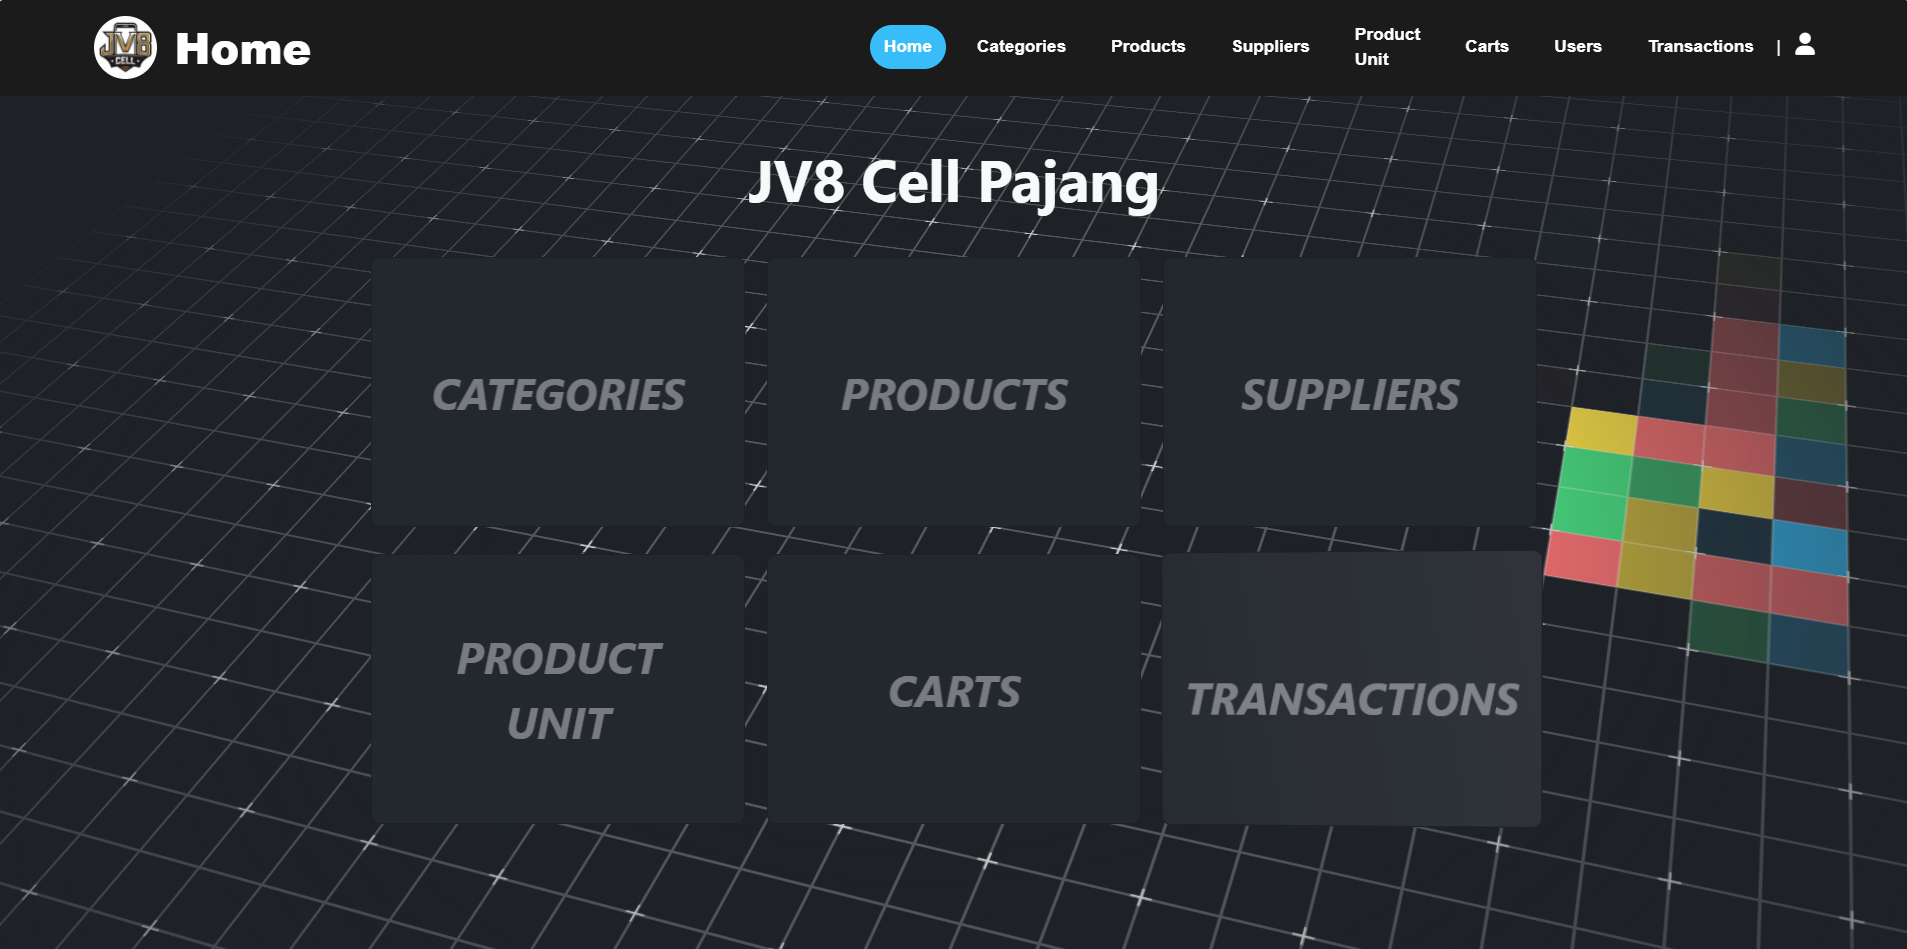 JV8
CELL
Home
Home
Categories
Products
Suppliers
Product
Unit
Carts
Users
Transactions
|
JV8 Cell Pajang
CATEGORIES
PRODUCTS
SUPPLIERS
PRODUCT
UNIT
CARTS
TRANSACTIONS